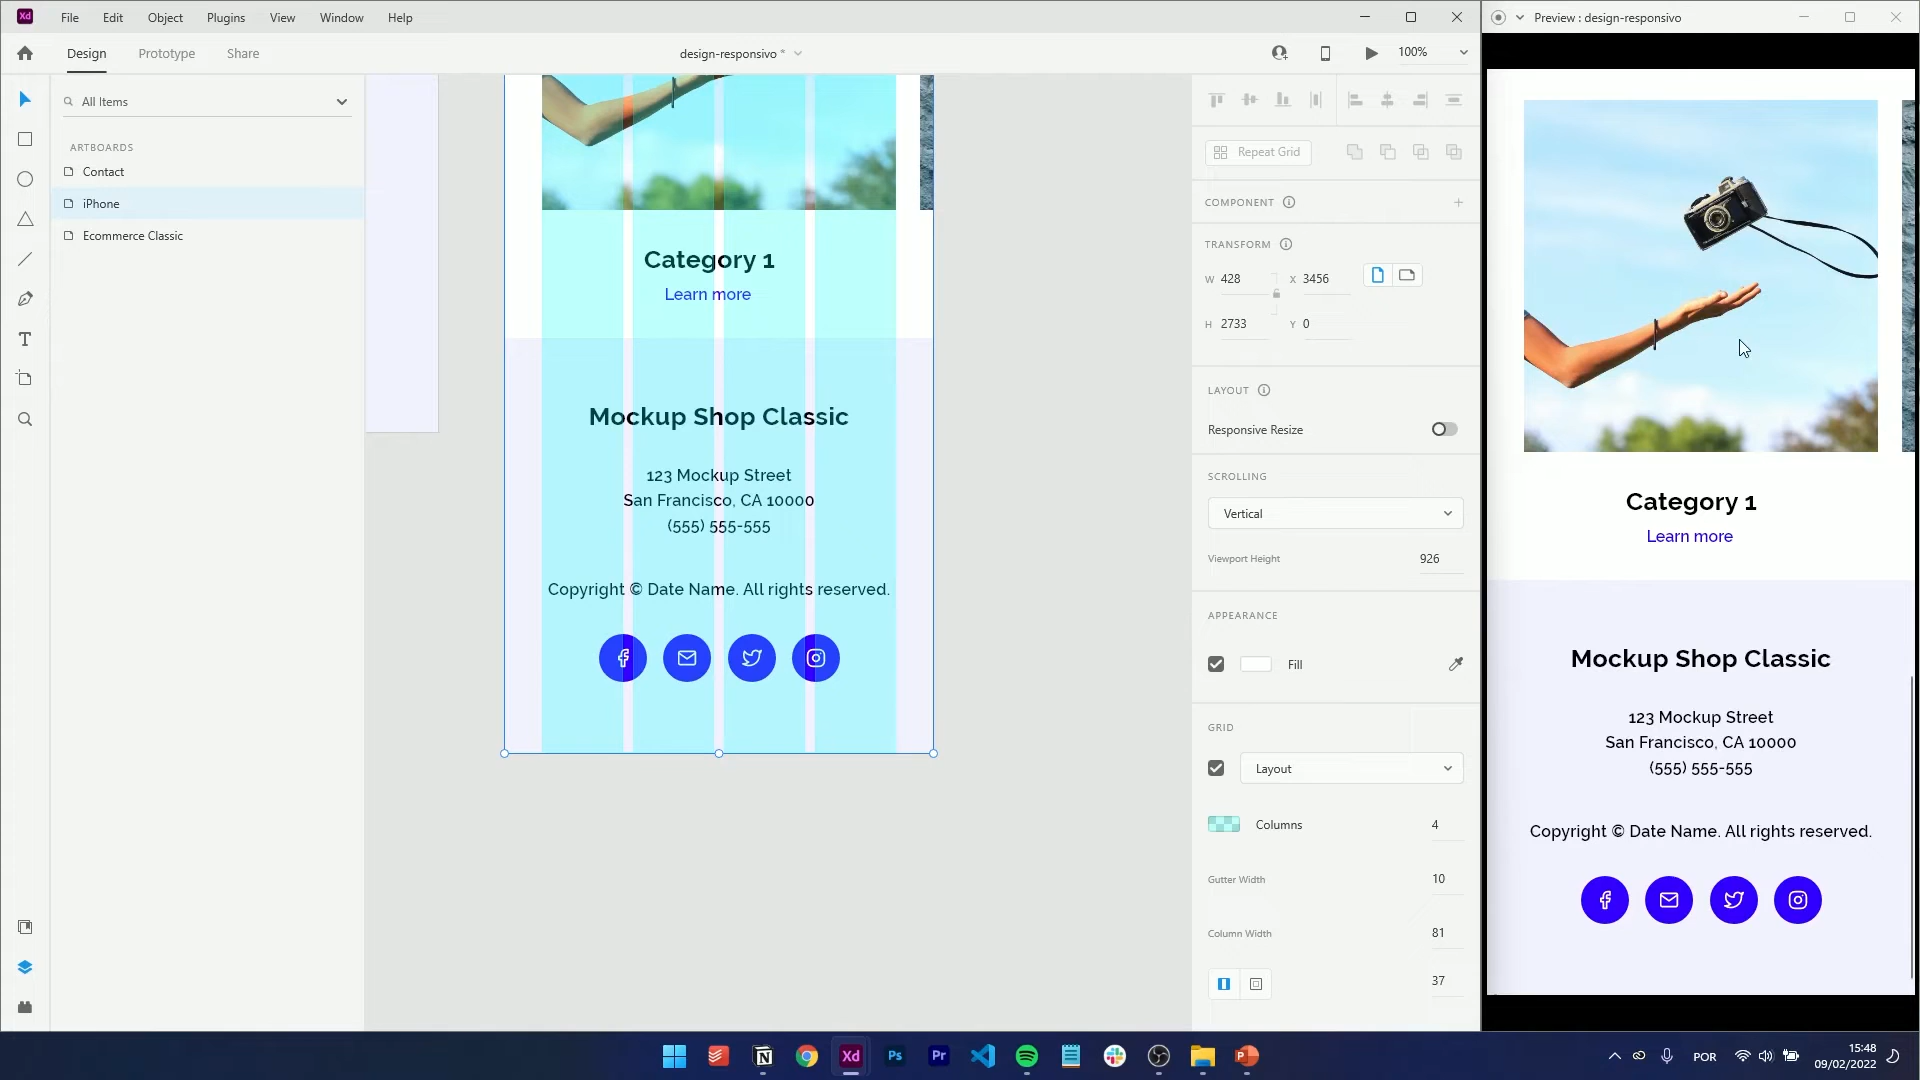 Xd File Edit Object Plugins View Window Help
Design Prototype Share
design-responsivo *
100%
All Items
ARTBOARDS
Contact
iPhone
Ecommerce Classic
Category 1
Learn more
Mockup Shop Classic
123 Mockup Street
San Francisco, CA 10000
(555) 555-555
Copyright © Date Name. All rights reserved.
Repeat Grid
COMPONENT
TRANSFORM
W 428 X 3456
H 2733 Y 0
LAYOUT
Responsive Resize
SCROLLING
Vertical
Viewport Height 926
APPEARANCE
Fill
GRID
Layout
Columns 4
Gutter Width 10
Column Width 81
37
Preview : design-responsivo
Category 1
Learn more
Mockup Shop Classic
123 Mockup Street
San Francisco, CA 10000
(555) 555-555
Copyright © Date Name. All rights reserved.
Xd Ps Pr
POR
15:48
09/02/2022